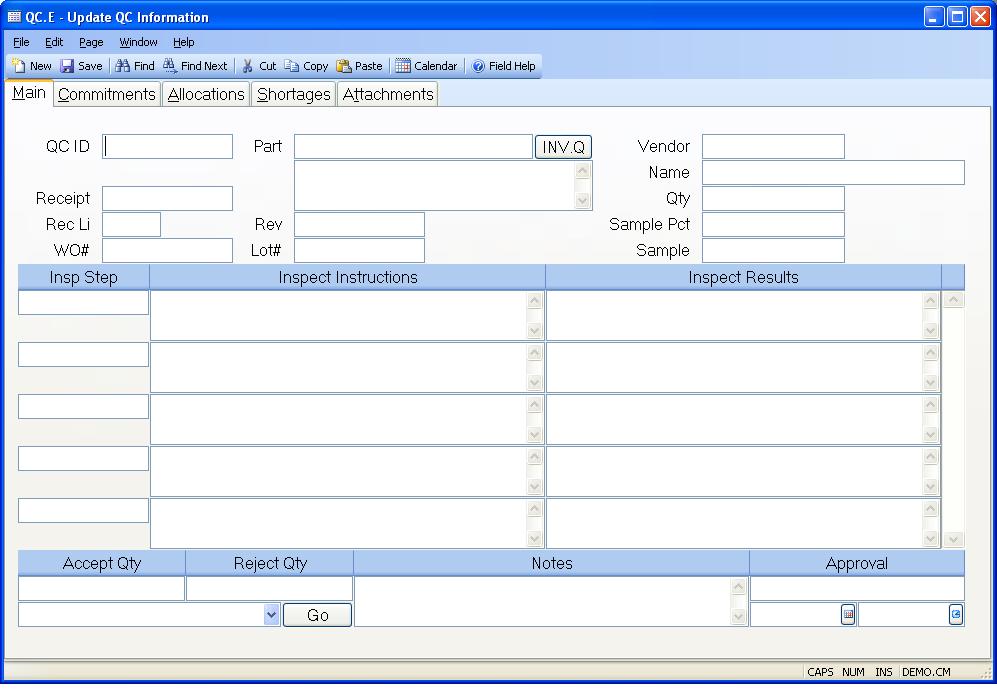 QC.E - Update QC Information
File Edit Page Window Help
New Save Find Find Next Cut Copy Paste Calendar Field Help
Main Commitments Allocations Shortages Attachments
QC ID Part INV.Q Vendor
Name
Receipt Qty
Rec Li Rev Sample Pct
WO# Lot# Sample
Insp Step Inspect Instructions Inspect Results
Accept Qty Reject Qty Notes Approval
Go
CAPS NUM INS DEMO.CM